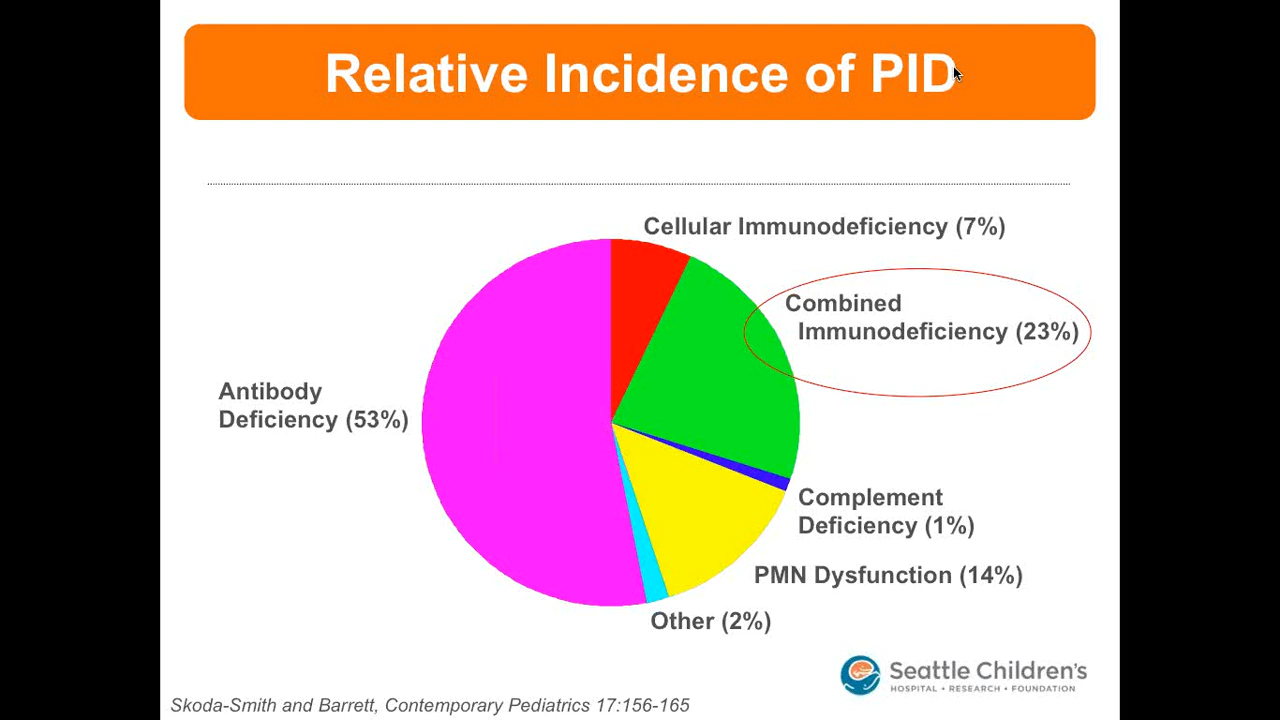 Relative Incidence of PID
Cellular Immunodeficiency (7%)
Combined
Immunodeficiency (23%)
Antibody
Deficiency (53%)
Complement
Deficiency (1%)
PMN Dysfunction (14%)
Other (2%)
Seattle Children's
HOSPITAL • RESEARCH • FOUNDATION
Skoda-Smith and Barrett, Contemporary Pediatrics 17:156-165